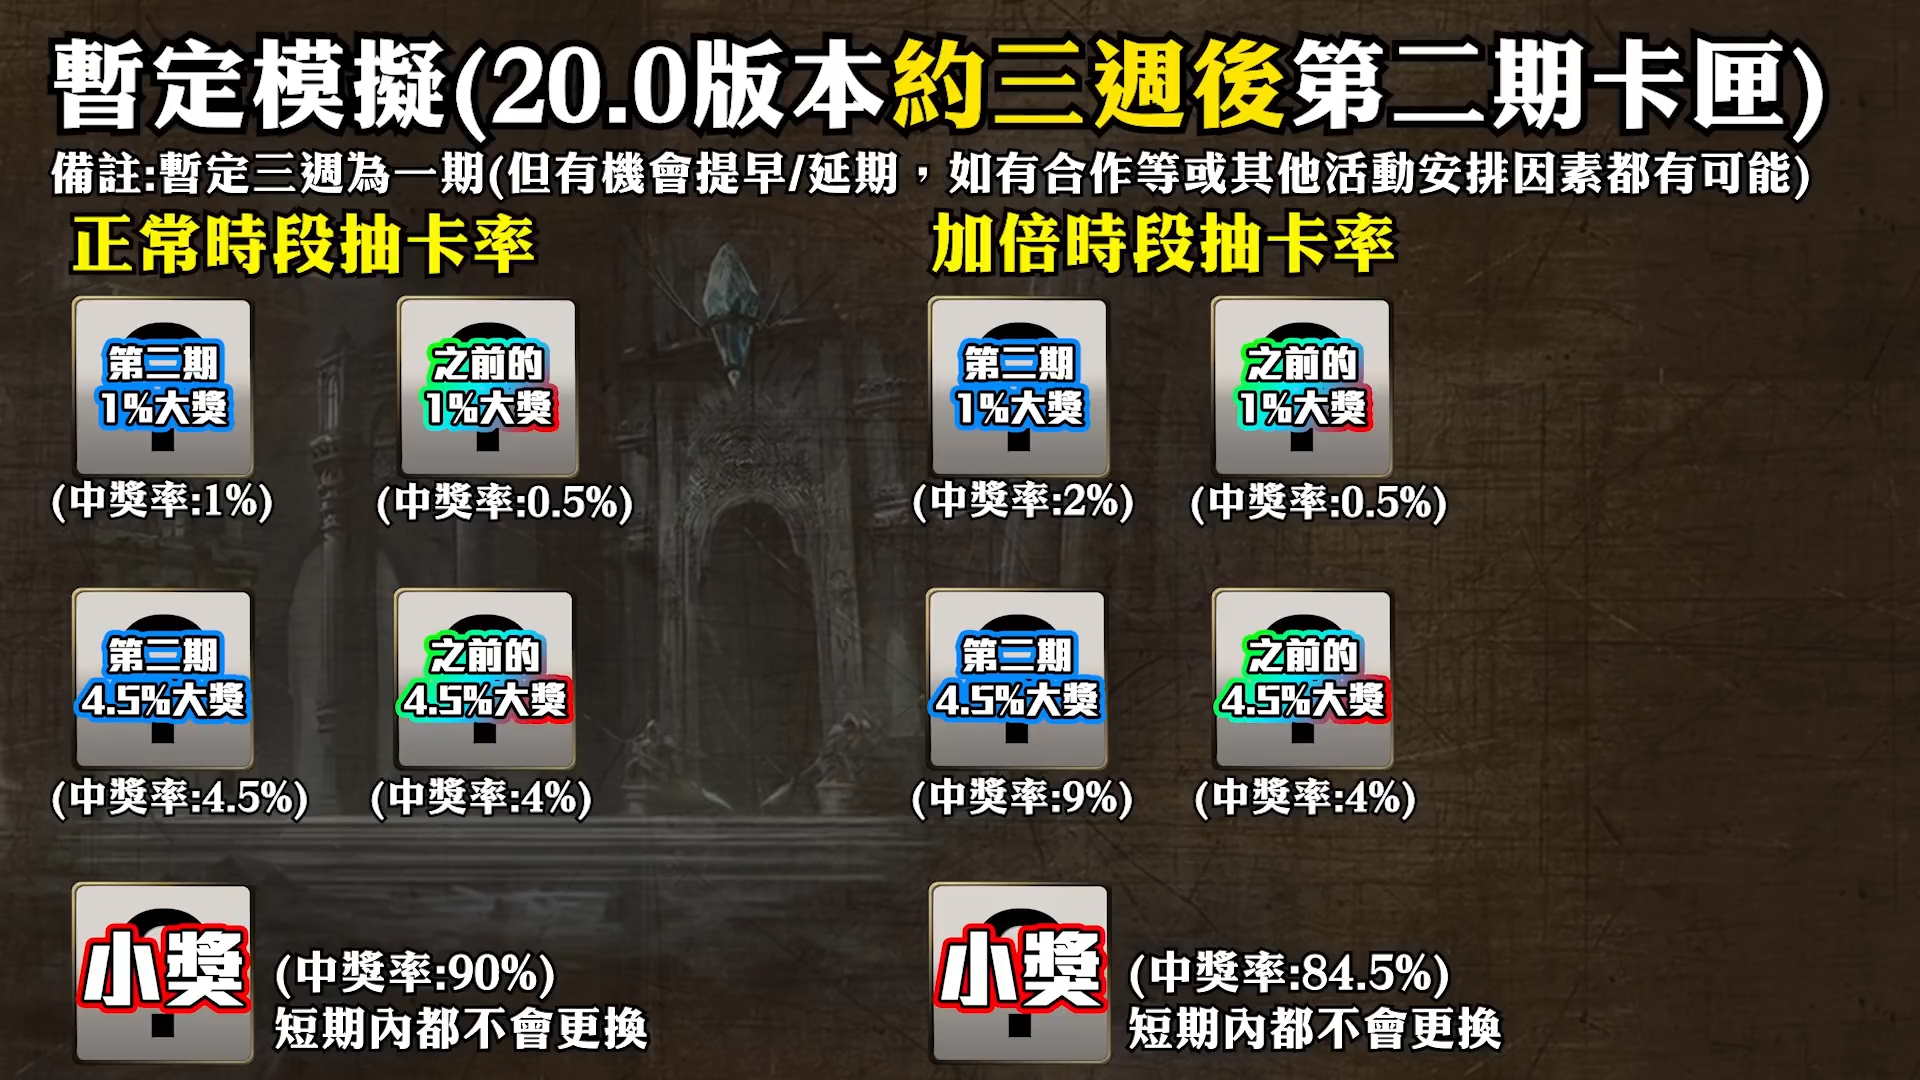 暫定模擬(20.0版本約三週後第二期卡匣)
備註:暫定三週為一期(但有機會提早/延期，如有合作等或其他活動安排因素都有可能)
正常時段抽卡率
加倍時段抽卡率
第二期
1%大獎
(中獎率:1%)
之前的
1%大獎
(中獎率:0.5%)
第二期
1%大獎
(中獎率:2%)
之前的
1%大獎
(中獎率:0.5%)
第二期
4.5%大獎
(中獎率:4.5%)
之前的
4.5%大獎
(中獎率:4%)
第二期
4.5%大獎
(中獎率:9%)
之前的
4.5%大獎
(中獎率:4%)
小獎
(中獎率:90%)
短期內都不會更換
小獎
(中獎率:84.5%)
短期內都不會更換